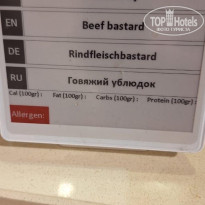 TOP Hotels
EN Beef bastard
DE Rindfleischbastard
RU Говяжий ублюдок
Cal (100gr) : Fat (100gr) : Carbs (100gr) : Protein (100gr) :
Allergen: